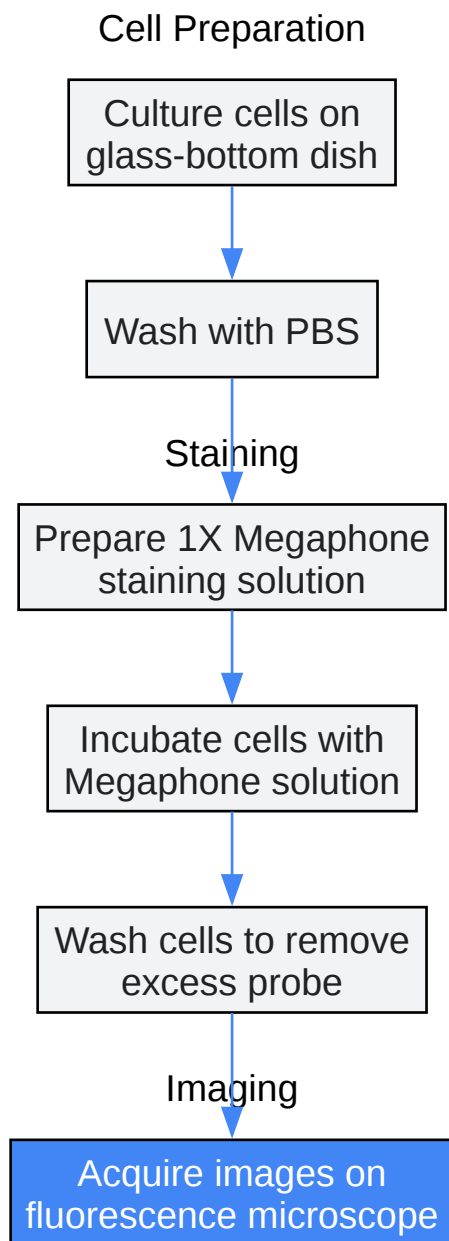 Cell Preparation
Culture cells on
glass-bottom dish
Wash with PBS
Staining
Prepare 1X Megaphone
staining solution
Incubate cells with
Megaphone solution
Wash cells to remove
excess probe
Imaging
Acquire images on
fluorescence microscope